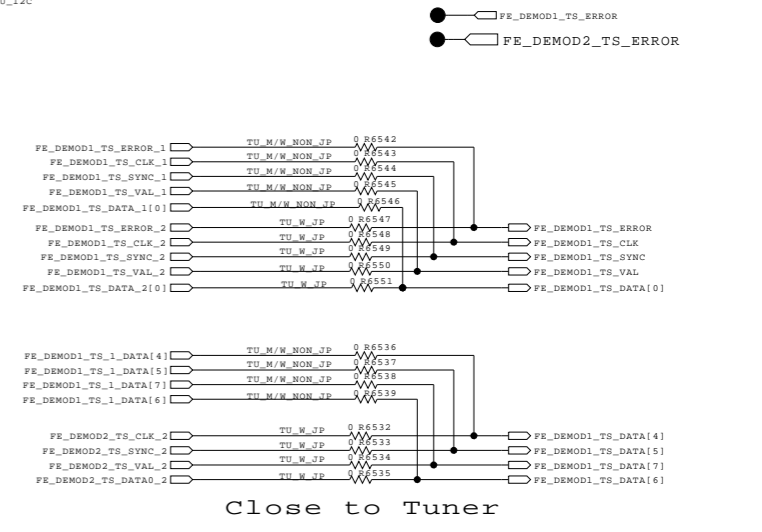 FE_DEMOD1_TS_ERROR
FE_DEMOD2_TS_ERROR
FE_DEMOD1_TS_ERROR_1 TU_M/W_NON_JP 0 R6542
FE_DEMOD1_TS_CLK_1 TU_M/W_NON_JP 0 R6543
FE_DEMOD1_TS_SYNC_1 TU_M/W_NON_JP 0 R6544
FE_DEMOD1_TS_VAL_1 TU_M/W_NON_JP 0 R6545
FE_DEMOD1_TS_DATA_1[0] TU_M/W_NON_JP 0 R6546
FE_DEMOD1_TS_ERROR_2 TU_W_JP 0 R6547 FE_DEMOD1_TS_ERROR
FE_DEMOD1_TS_CLK_2 TU_W_JP 0 R6548 FE_DEMOD1_TS_CLK
FE_DEMOD1_TS_SYNC_2 TU_W_JP 0 R6549 FE_DEMOD1_TS_SYNC
FE_DEMOD1_TS_VAL_2 TU_W_JP 0 R6550 FE_DEMOD1_TS_VAL
FE_DEMOD1_TS_DATA_2[0] TU_W_JP 0 R6551 FE_DEMOD1_TS_DATA[0]
FE_DEMOD1_TS_1_DATA[4] TU_M/W_NON_JP 0 R6536
FE_DEMOD1_TS_1_DATA[5] TU_M/W_NON_JP 0 R6537
FE_DEMOD1_TS_1_DATA[7] TU_M/W_NON_JP 0 R6538
FE_DEMOD1_TS_1_DATA[6] TU_M/W_NON_JP 0 R6539
FE_DEMOD2_TS_CLK_2 TU_W_JP 0 R6532 FE_DEMOD1_TS_DATA[4]
FE_DEMOD2_TS_SYNC_2 TU_W_JP 0 R6533 FE_DEMOD1_TS_DATA[5]
FE_DEMOD2_TS_VAL_2 TU_W_JP 0 R6534 FE_DEMOD1_TS_DATA[7]
FE_DEMOD2_TS_DATA0_2 TU_W_JP 0 R6535 FE_DEMOD1_TS_DATA[6]
Close to Tuner